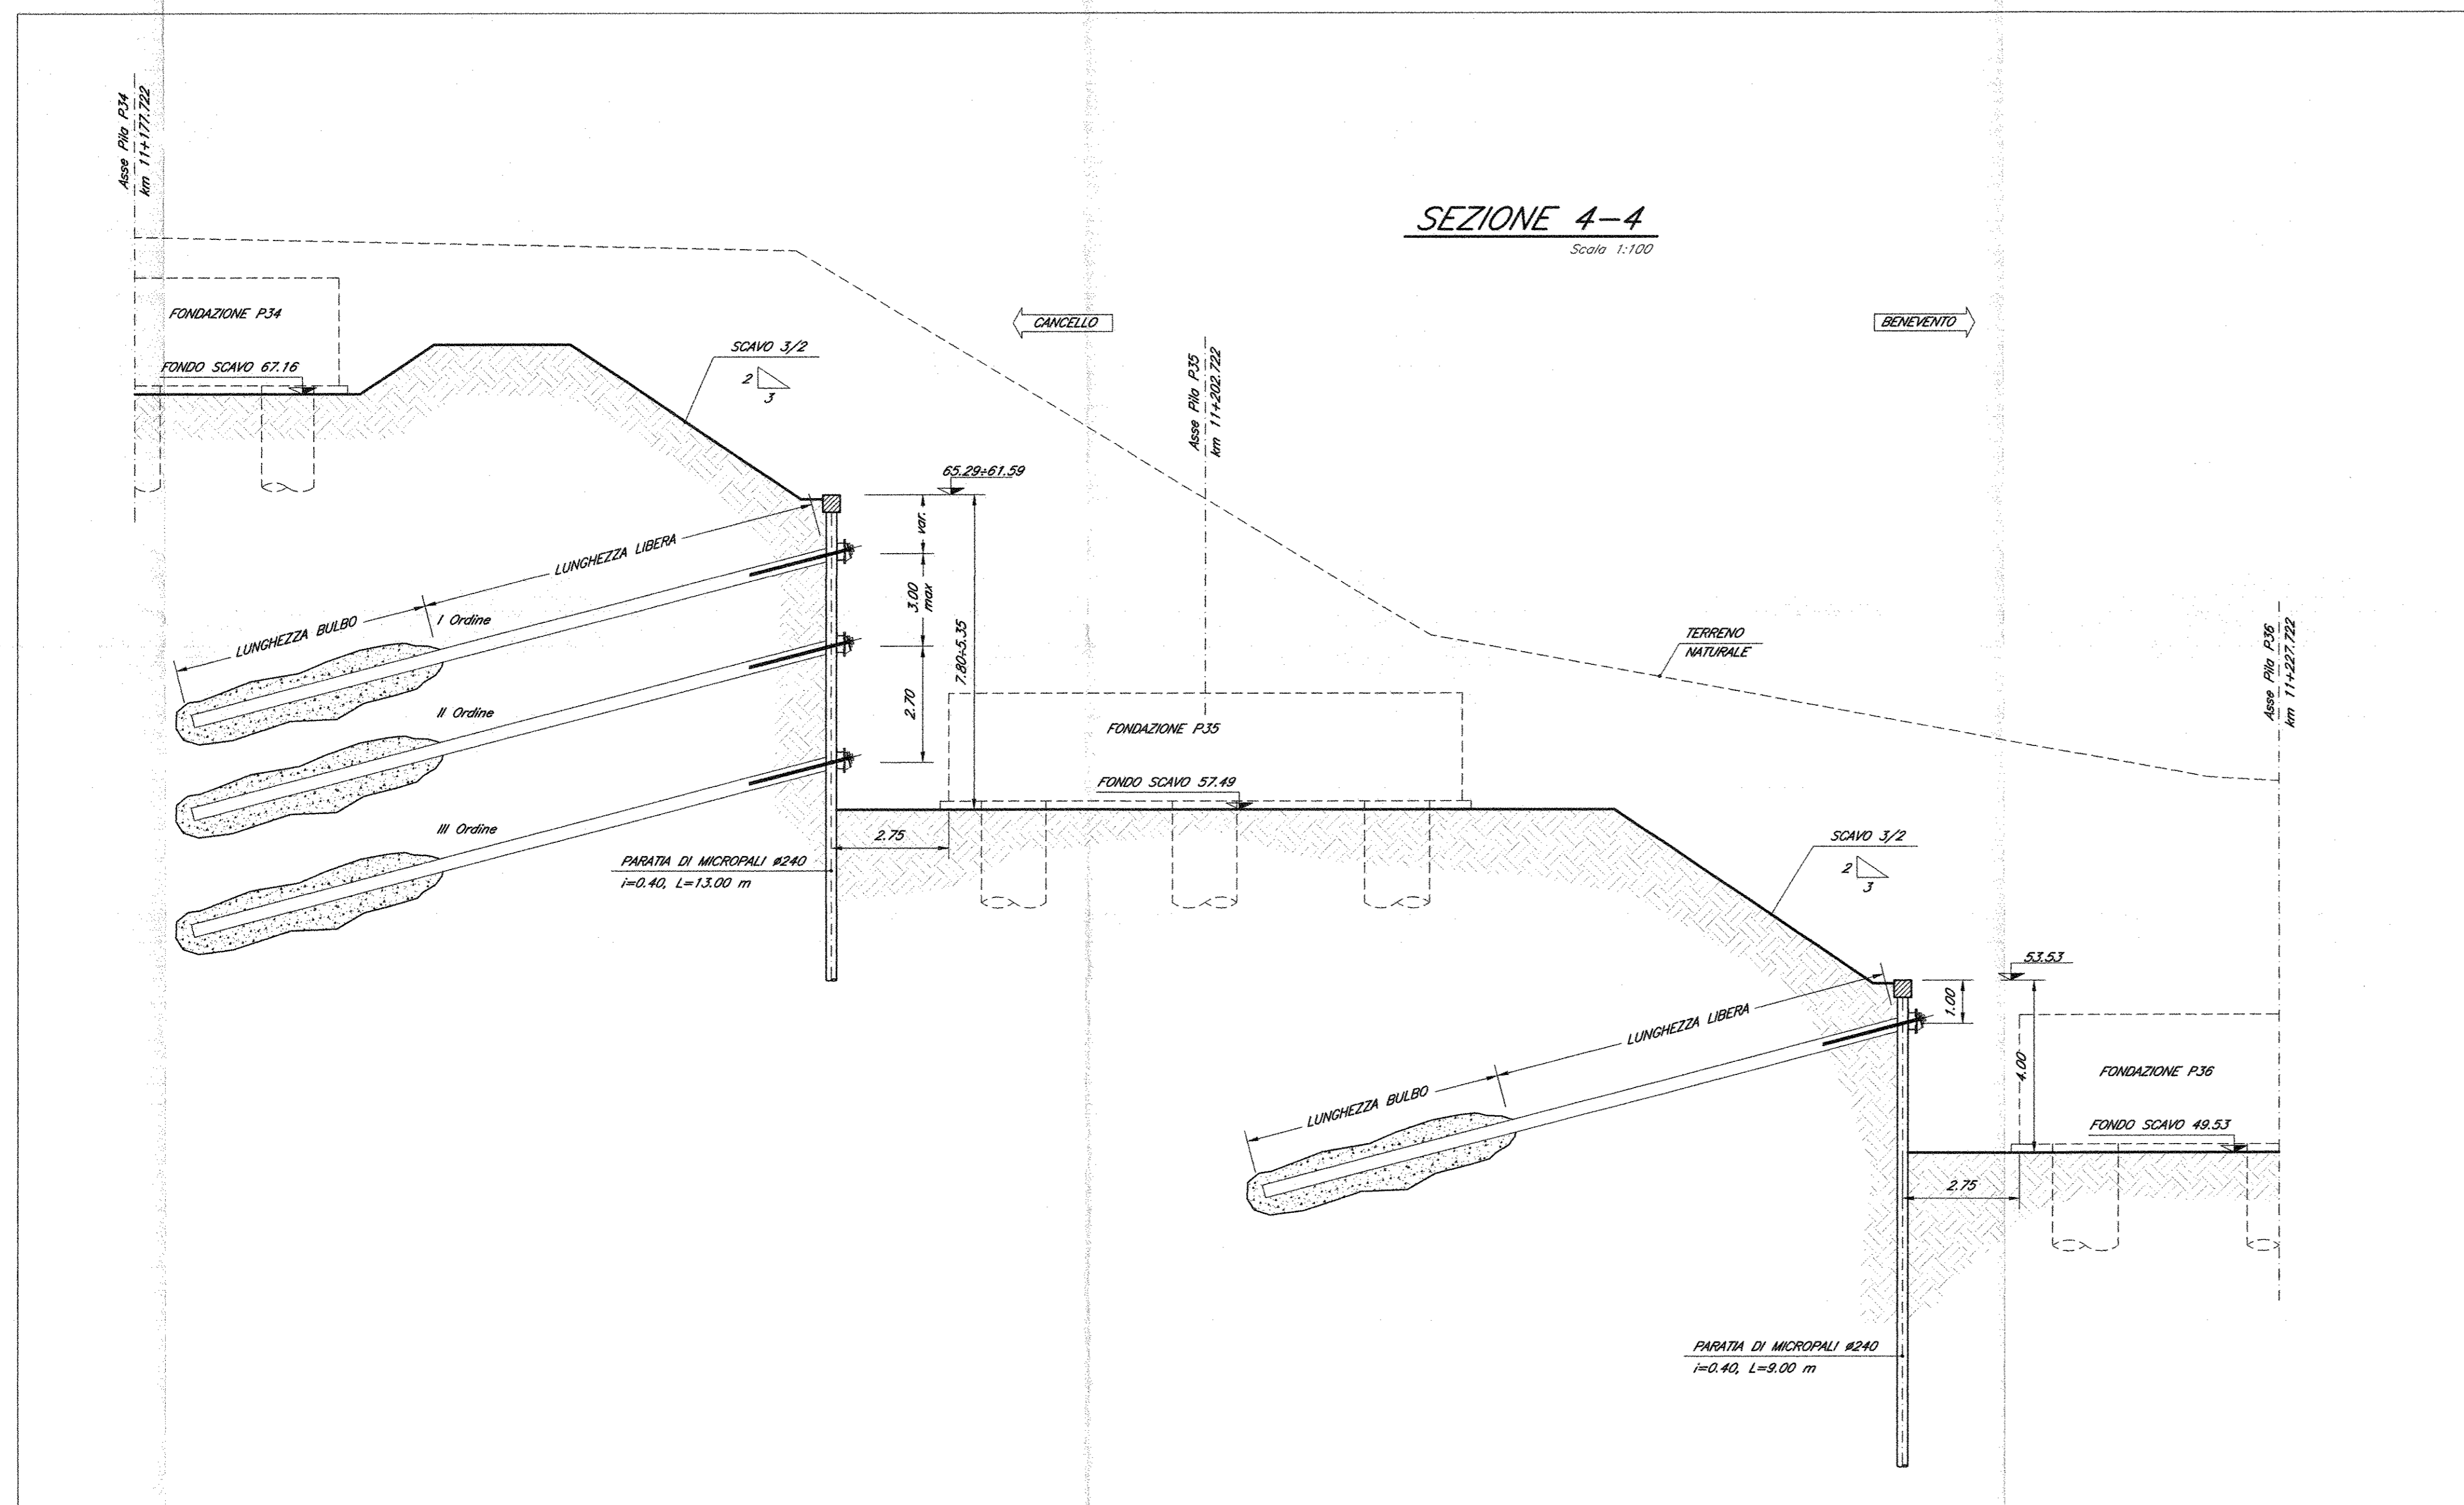 Asse Pila P34
km 11+177.722
SEZIONE 4-4
Scala 1:100
FONDAZIONE P34
CANCELLO
BENEVENTO
SCAVO 3/2
2
3
FONDO SCAVO 67.16
Asse Pila P35
km 11+202.722
65.29÷61.59
var.
LUNGHEZZA LIBERA
3.00
max
LUNGHEZZA BULBO
I Ordine
7.80÷5.35
2.70
II Ordine
TERRENO
NATURALE
Asse Pila P36
km 11+227.722
FONDAZIONE P35
FONDO SCAVO 57.49
III Ordine
2.75
PARATIA DI MICROPALI ø240
i=0.40, L=13.00 m
SCAVO 3/2
2
3
53.53
1.00
LUNGHEZZA LIBERA
LUNGHEZZA BULBO
4.00
FONDAZIONE P36
FONDO SCAVO 49.53
2.75
PARATIA DI MICROPALI ø240
i=0.40, L=9.00 m